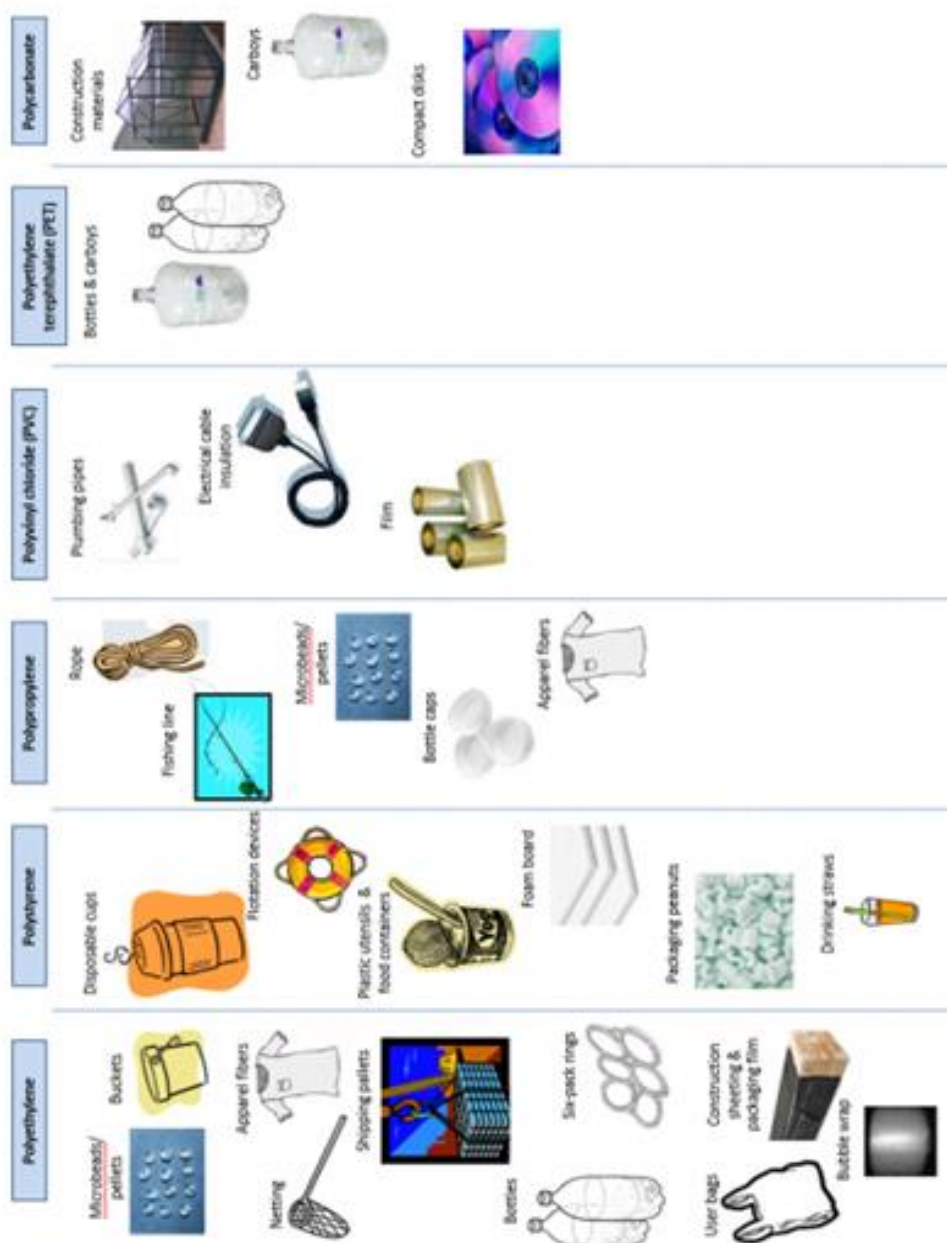 Polyethylene
Microbeads/
pellets
Buckets
Netting
Apparel fibers
Shipping pallets
Bottles
Six-pack rings
User bags
Construction
sheeting &
packaging film
Bubble wrap
Polystyrene
Disposable cups
Flotation devices
Plastic utensils &
food containers
Foam board
Packaging peanuts
Drinking straws
Polypropylene
Rope
Fishing line
Microbeads/
pellets
Bottle caps
Apparel fibers
Polyvinyl chloride (PVC)
Plumbing pipes
Electrical cable
insulation
Film
Polyethylene
terephthalate (PET)
Bottles & carboys
Polycarbonate
Construction
materials
Carboys
Compact disks